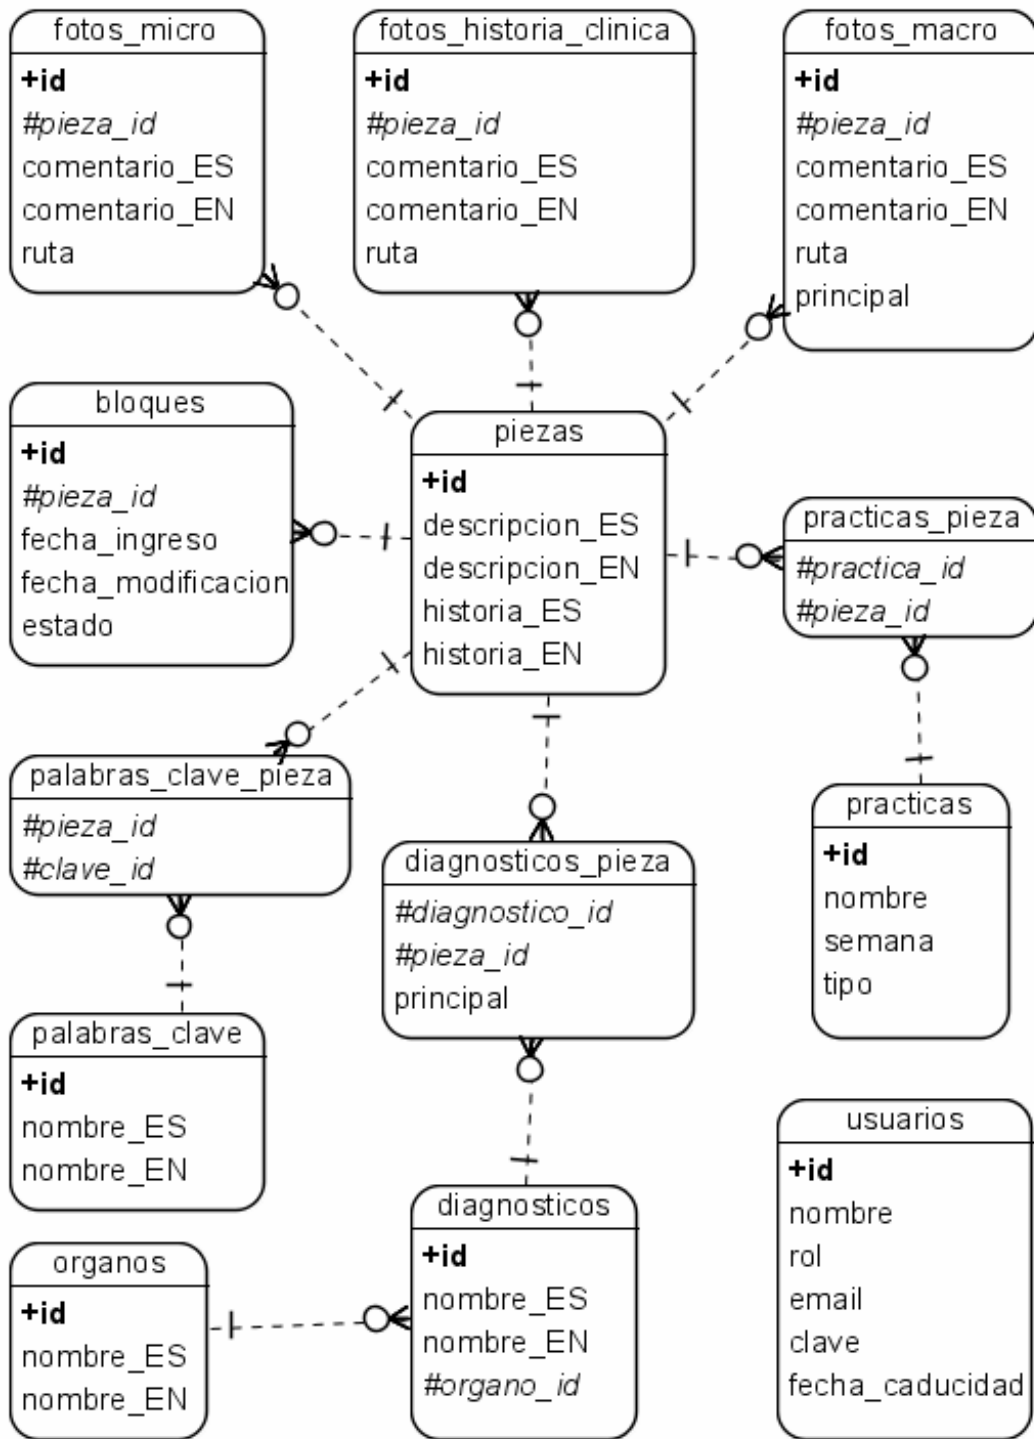 fotos_micro
+id
#pieza_id
comentario_ES
comentario_EN
ruta
fotos_historia_clinica
+id
#pieza_id
comentario_ES
comentario_EN
ruta
fotos_macro
+id
#pieza_id
comentario_ES
comentario_EN
ruta
principal
bloques
+id
#pieza_id
fecha_ingreso
fecha_modificacion
estado
piezas
+id
descripcion_ES
descripcion_EN
historia_ES
historia_EN
practicas_pieza
#practica_id
#pieza_id
palabras_clave_pieza
#pieza_id
#clave_id
diagnosticos_pieza
#diagnostico_id
#pieza_id
principal
practicas
+id
nombre
semana
tipo
palabras_clave
+id
nombre_ES
nombre_EN
usuarios
+id
nombre
rol
email
clave
fecha_caducidad
organos
+id
nombre_ES
nombre_EN
diagnosticos
+id
nombre_ES
nombre_EN
#organo_id